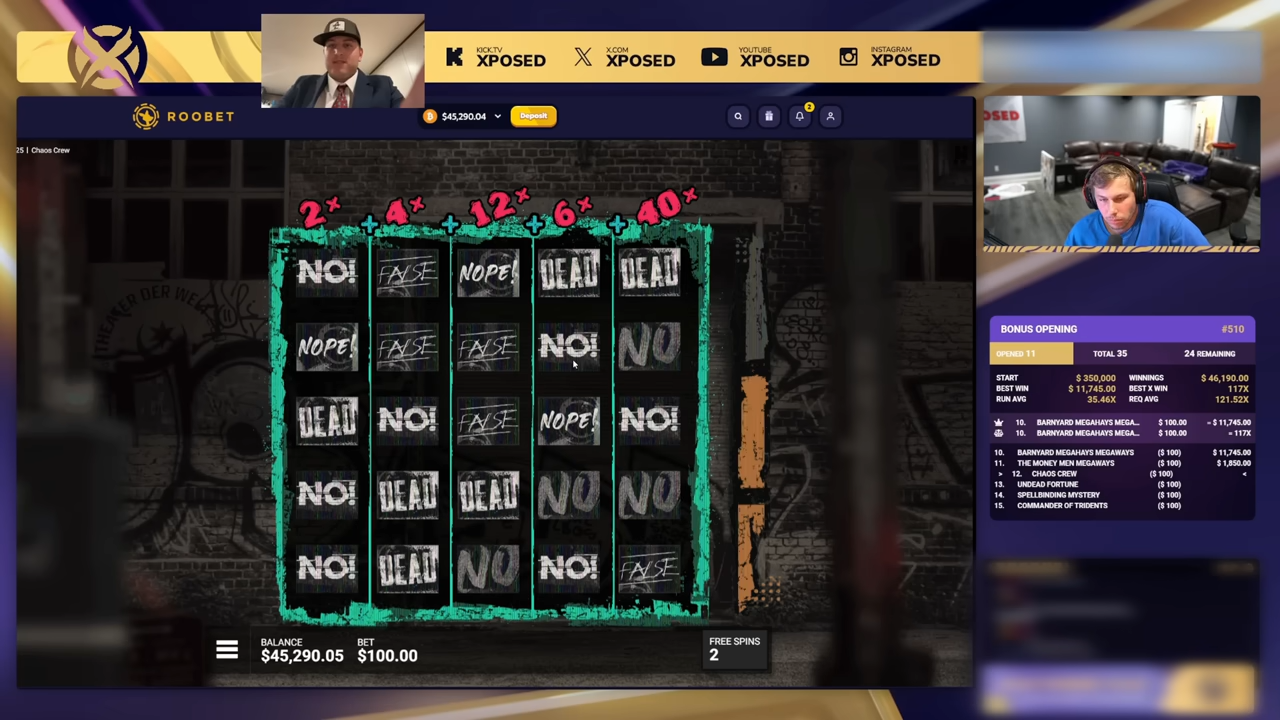 KICK.TV
XPOSED
X.COM
XPOSED
YOUTUBE
XPOSED
INSTAGRAM
XPOSED
ROOBET
$45,290.04
Deposit
2
OSED
25 | Chaos Crew
2x + 4x + 12x + 6x + 40x
NO! FALSE NOPE! DEAD DEAD
NOPE! FALSE FALSE NO! NO
DEAD NO! FALSE NOPE! NO!
NO! DEAD DEAD NO NO
NO! DEAD NO NO! FALSE
THEATER DER WE
BALANCE
$45,290.05
BET
$100.00
FREE SPINS
2
BONUS OPENING #510
OPENED 11 TOTAL 35 24 REMAINING
START $ 350,000 WINNINGS $ 46,190.00
BEST WIN $ 11,745.00 BEST X WIN 117X
RUN AVG 35.46X REQ AVG 121.52X
10. BARNYARD MEGAHAYS MEGA... $ 100.00 = $ 11,745.00
10. BARNYARD MEGAHAYS MEGA... $ 100.00 = 117X
10. BARNYARD MEGAHAYS MEGAWAYS ($ 100) $ 11,745.00
11. THE MONEY MEN MEGAWAYS ($ 100) $ 1,850.00
> 12. CHAOS CREW ($ 100) <
13. UNDEAD FORTUNE ($ 100)
14. SPELLBINDING MYSTERY ($ 100)
15. COMMANDER OF TRIDENTS ($ 100)